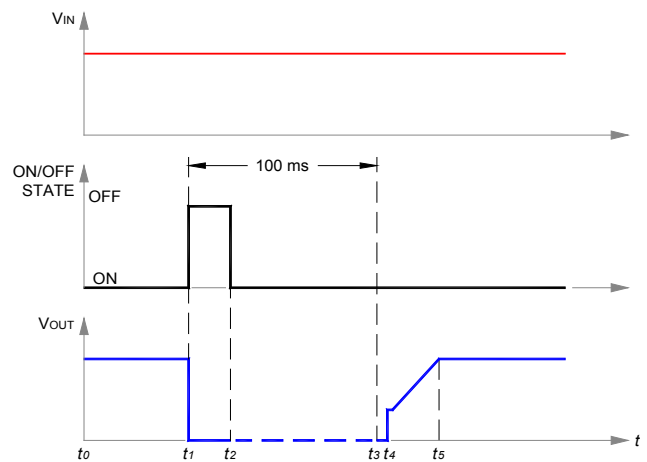 VIN
100 ms
ON/OFF
STATE
OFF
ON
VOUT
t0 t1 t2 t3 t4 t5 t